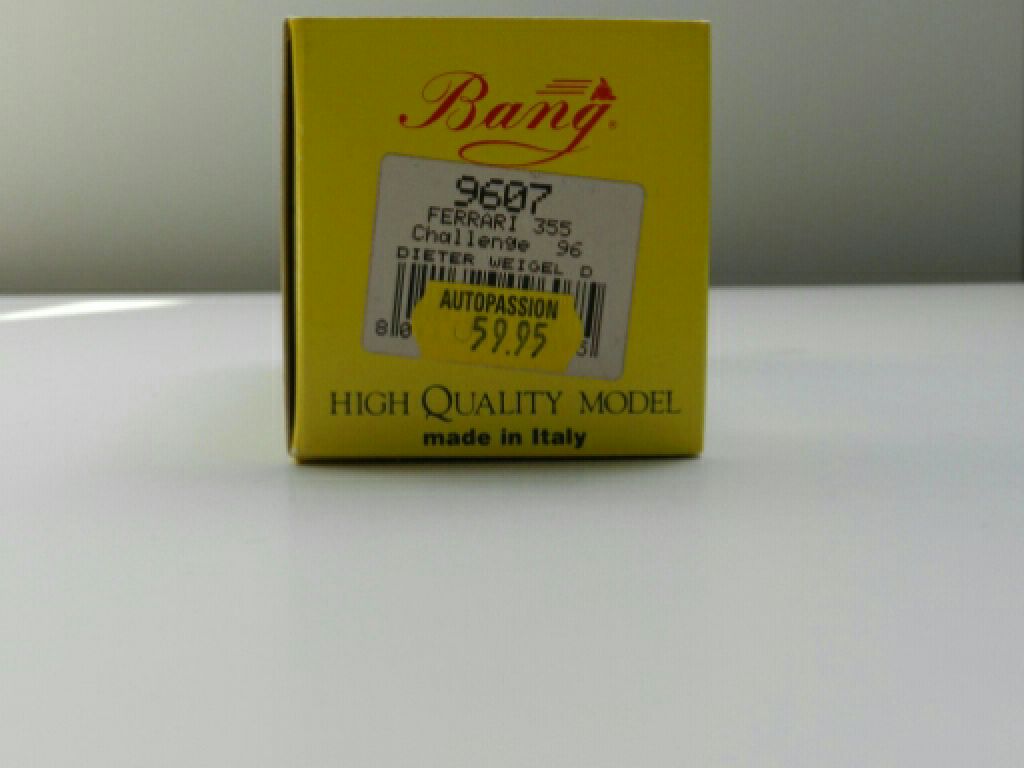 Bang®
9607
FERRARI 355
Challenge 96
DIETER WEIGEL D
AUTOPASSION
59.95
HIGH QUALITY MODEL
made in Italy